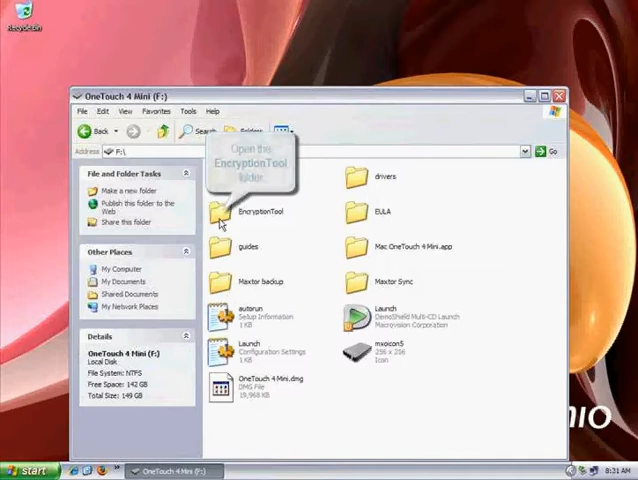 Recycle Bin
OneTouch 4 Mini (F:)
File Edit View Favorites Tools Help
Back Search Folders
Address F:\ Go
Open the
EncryptionTool
folder.
File and Folder Tasks
Make a new folder
Publish this folder to the
Web
Share this folder
Other Places
My Computer
My Documents
Shared Documents
My Network Places
Details
OneTouch 4 Mini (F:)
Local Disk
File System: NTFS
Free Space: 142 GB
Total Size: 149 GB
drivers
EncryptionTool
EULA
guides
Mac OneTouch 4 Mini.app
Maxtor backup
Maxtor Sync
autorun
Setup Information
1 KB
Launch
DemoShield Multi-CD Launch
Macrovision Corporation
Launch
Configuration Settings
1 KB
mxoicon5
256 x 256
Icon
OneTouch 4 Mini.dmg
DMG File
19,968 KB
start
OneTouch 4 Mini (F:)
8:31 AM